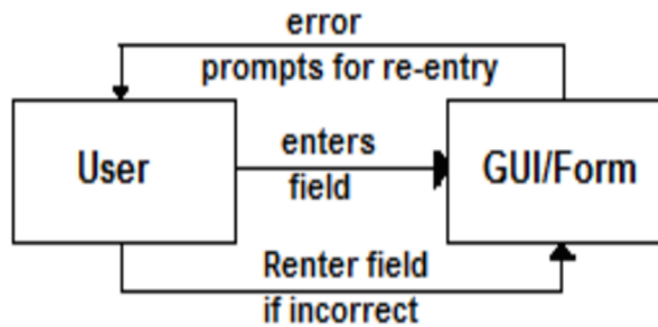 error
prompts for re-entry
User
enters
field
GUI/Form
Renter field
if incorrect